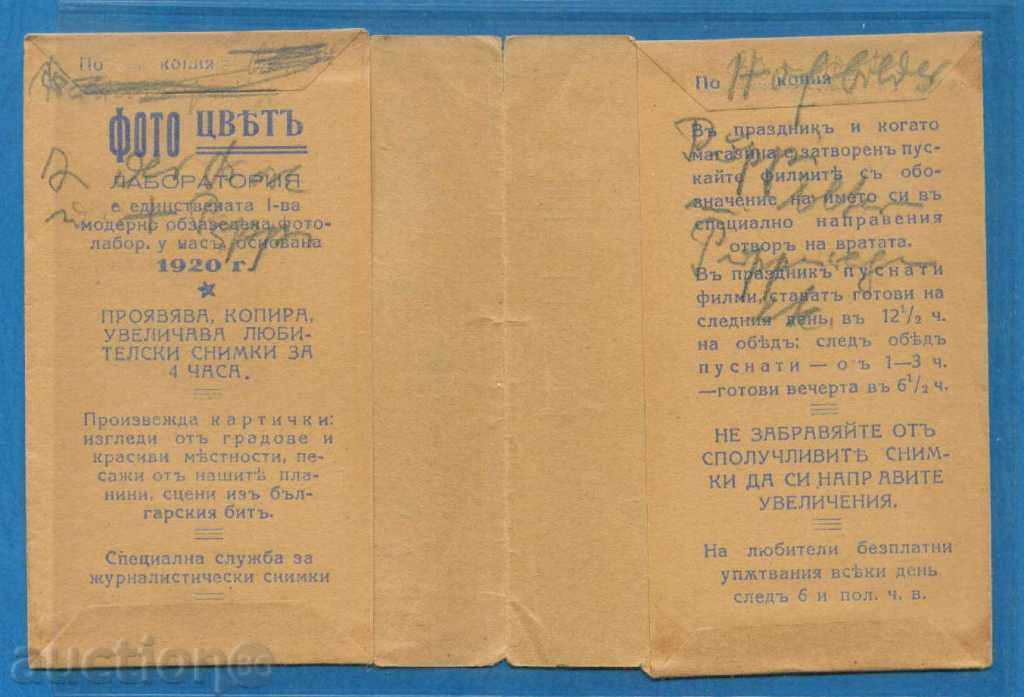 По копия
ФОТО ЦВѢТЪ
ЛАБОРАТОРИЯ
е единствената I-ва
модерно обзаведена фото-
лабор. у насъ, основана
1920 г.
ПРОЯВЯВА, КОПИРА,
УВЕЛИЧАВА ЛЮБИ-
ТЕЛСКИ СНИМКИ ЗА
4 ЧАСА.
Произвежда картички:
изгледи отъ градове и
красиви мѣстности, пе-
сажи отъ нашитѣ пла-
нини, сцени изъ бъл-
гарския битъ.
Специална служба за
журналистически снимки
По копия
Въ праздникъ и когато
магазина е затворенъ пус-
кайте филмитѣ съ обо-
значение на името си въ
специално направения
отвор на вратата.
Въ праздникъ пуснати
филми, ставатъ готови на
следния день, въ 12½ ч.
на обѣдъ: следъ обѣдъ
пуснати — отъ 1—3 ч.
—готови вечерта въ 6½ ч.
НЕ ЗАБРАВЯЙТЕ ОТЪ
СПОЛУЧЛИВИТѢ СНИМ-
КИ ДА СИ НАПРАВИТЕ
УВЕЛИЧЕНИЯ.
На любители безплатни
упѫтвания всѣки день
следъ 6 и пол. ч. в.
auction.bg